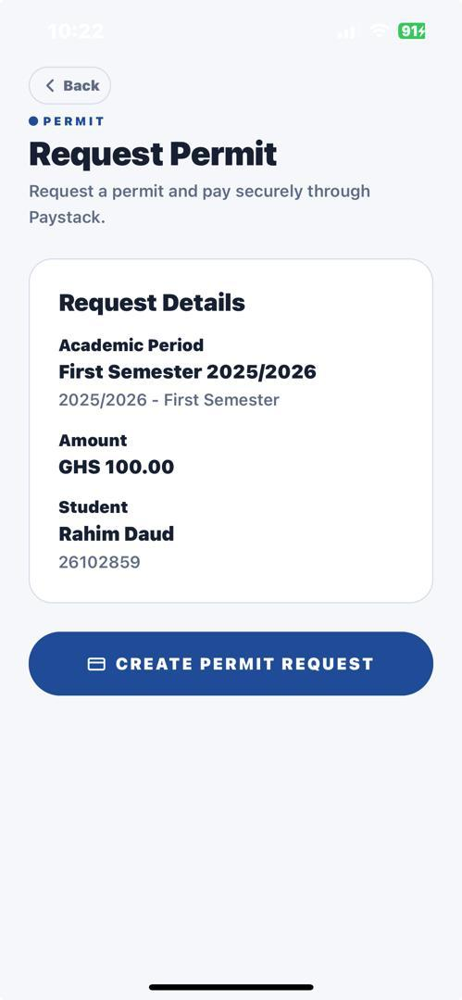 10:22
91
Back
PERMIT
Request Permit
Request a permit and pay securely through
Paystack.
Request Details
Academic Period
First Semester 2025/2026
2025/2026 - First Semester
Amount
GHS 100.00
Student
Rahim Daud
26102859
CREATE PERMIT REQUEST